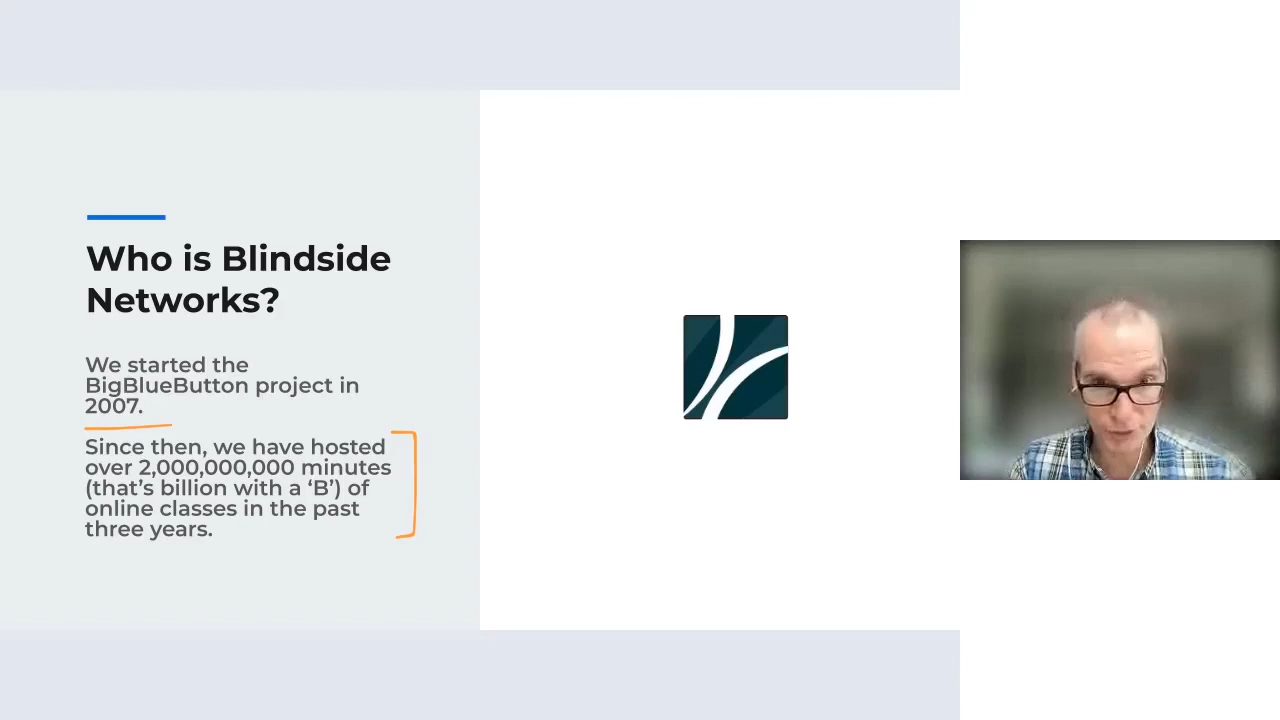 Who is Blindside
Networks?
We started the
BigBlueButton project in
2007.
Since then, we have hosted
over 2,000,000,000 minutes
(that’s billion with a ‘B’) of
online classes in the past
three years.